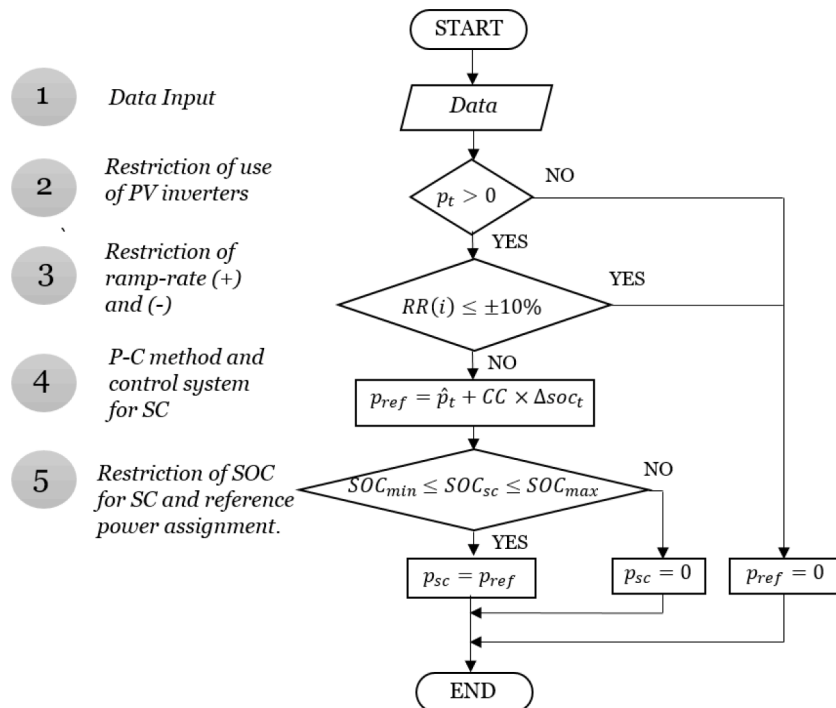 START
1
Data Input
Data
2
Restriction of use
of PV inverters
p_t > 0
NO
YES
`
3
Restriction of
ramp-rate (+)
and (-)
RR(i) ≤ ±10%
YES
NO
4
P-C method and
control system
for SC
p_ref = p̂_t + CC × Δsoc_t
5
Restriction of SOC
for SC and reference
power assignment.
SOC_min ≤ SOC_sc ≤ SOC_max
NO
YES
p_sc = p_ref
p_sc = 0
p_ref = 0
END